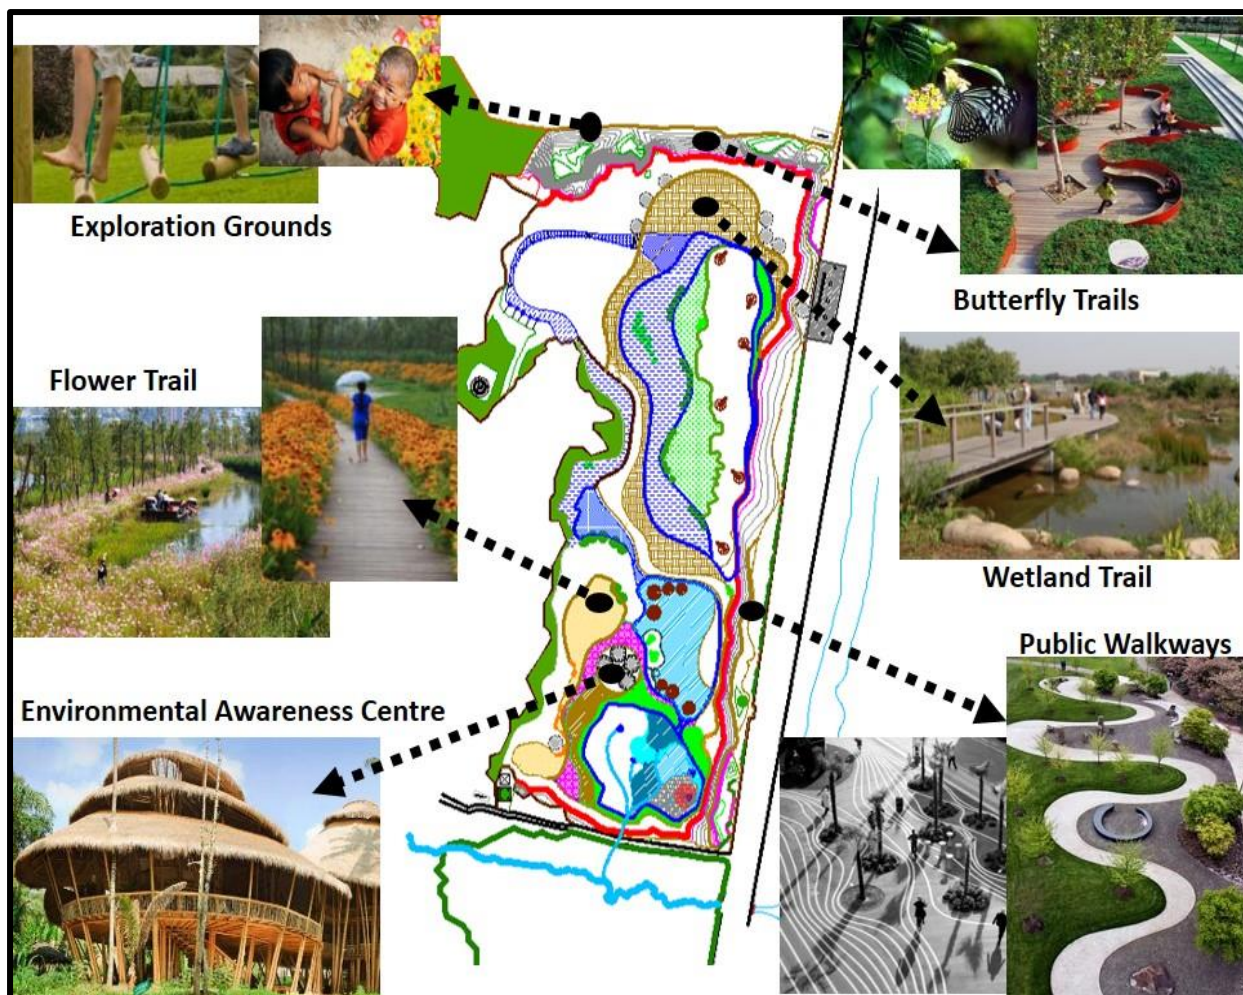 Exploration Grounds
Butterfly Trails
Flower Trail
Wetland Trail
Public Walkways
Environmental Awareness Centre